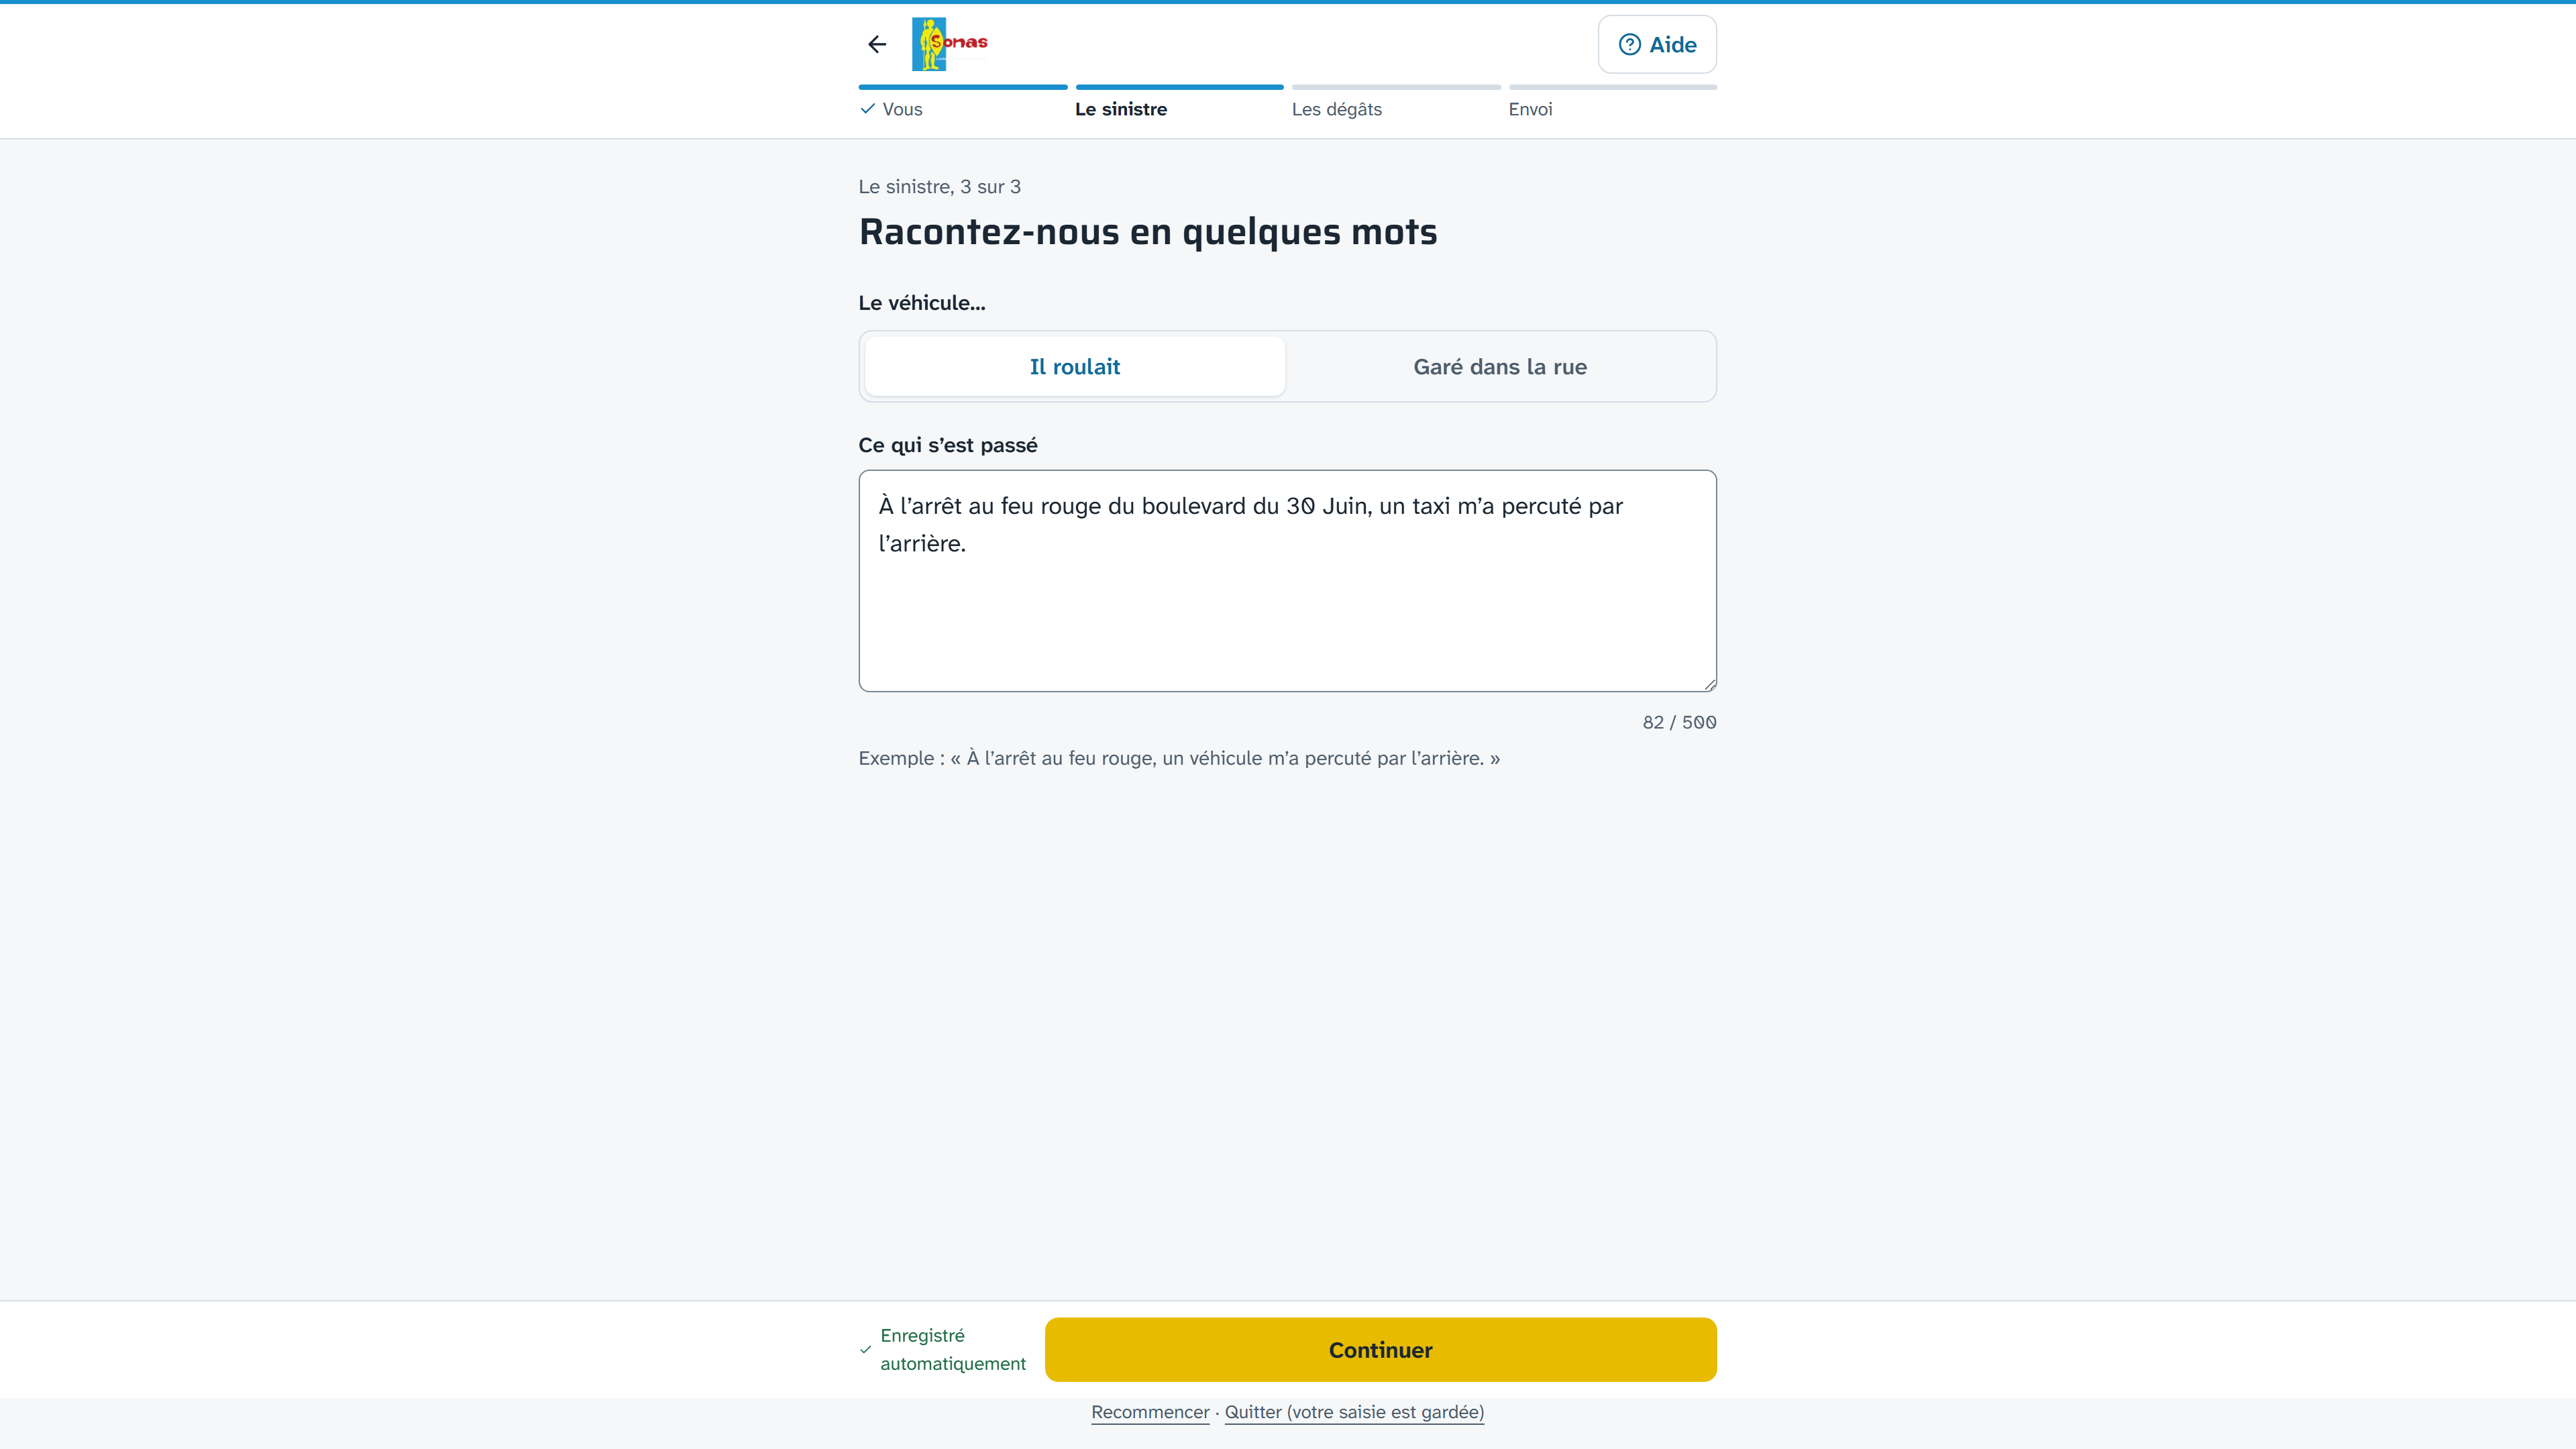 Sonas
Aide
Vous
Le sinistre
Les dégâts
Envoi
Le sinistre, 3 sur 3
Racontez-nous en quelques mots
Le véhicule...
Il roulait
Garé dans la rue
Ce qui s’est passé
À l’arrêt au feu rouge du boulevard du 30 Juin, un taxi m’a percuté par
l’arrière.
82 / 500
Exemple : « À l’arrêt au feu rouge, un véhicule m’a percuté par l’arrière. »
Enregistré
automatiquement
Continuer
Recommencer · Quitter (votre saisie est gardée)